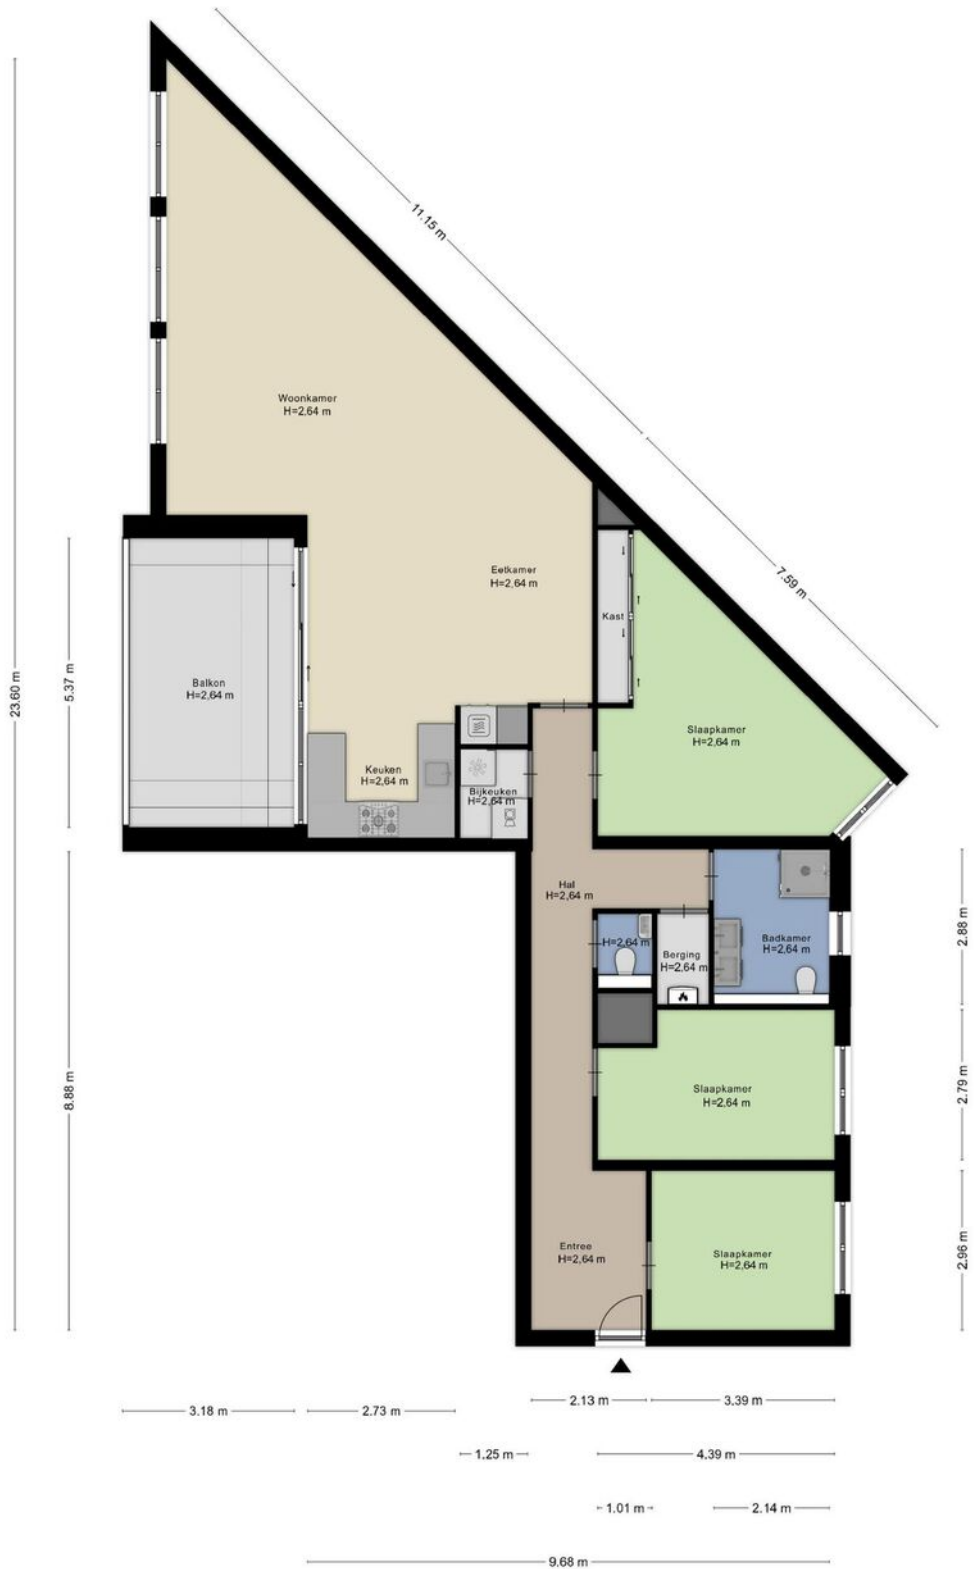 11.15 m
Woonkamer
H=2,64 m
7.59 m
Eetkamer
H=2,64 m
Kast
23.60 m
5.37 m
Balkon
H=2,64 m
Slaapkamer
H=2,64 m
Keuken
H=2,64 m
Bijkeuken
H=2,64 m
Hal
H=2,64 m
H=2,64 m
Berging
H=2,64 m
Badkamer
H=2,64 m
2.88 m
8.88 m
Slaapkamer
H=2,64 m
2.79 m
Entree
H=2,64 m
Slaapkamer
H=2,64 m
2.96 m
2.13 m
3.39 m
3.18 m
2.73 m
1.25 m
4.39 m
1.01 m
2.14 m
9.68 m